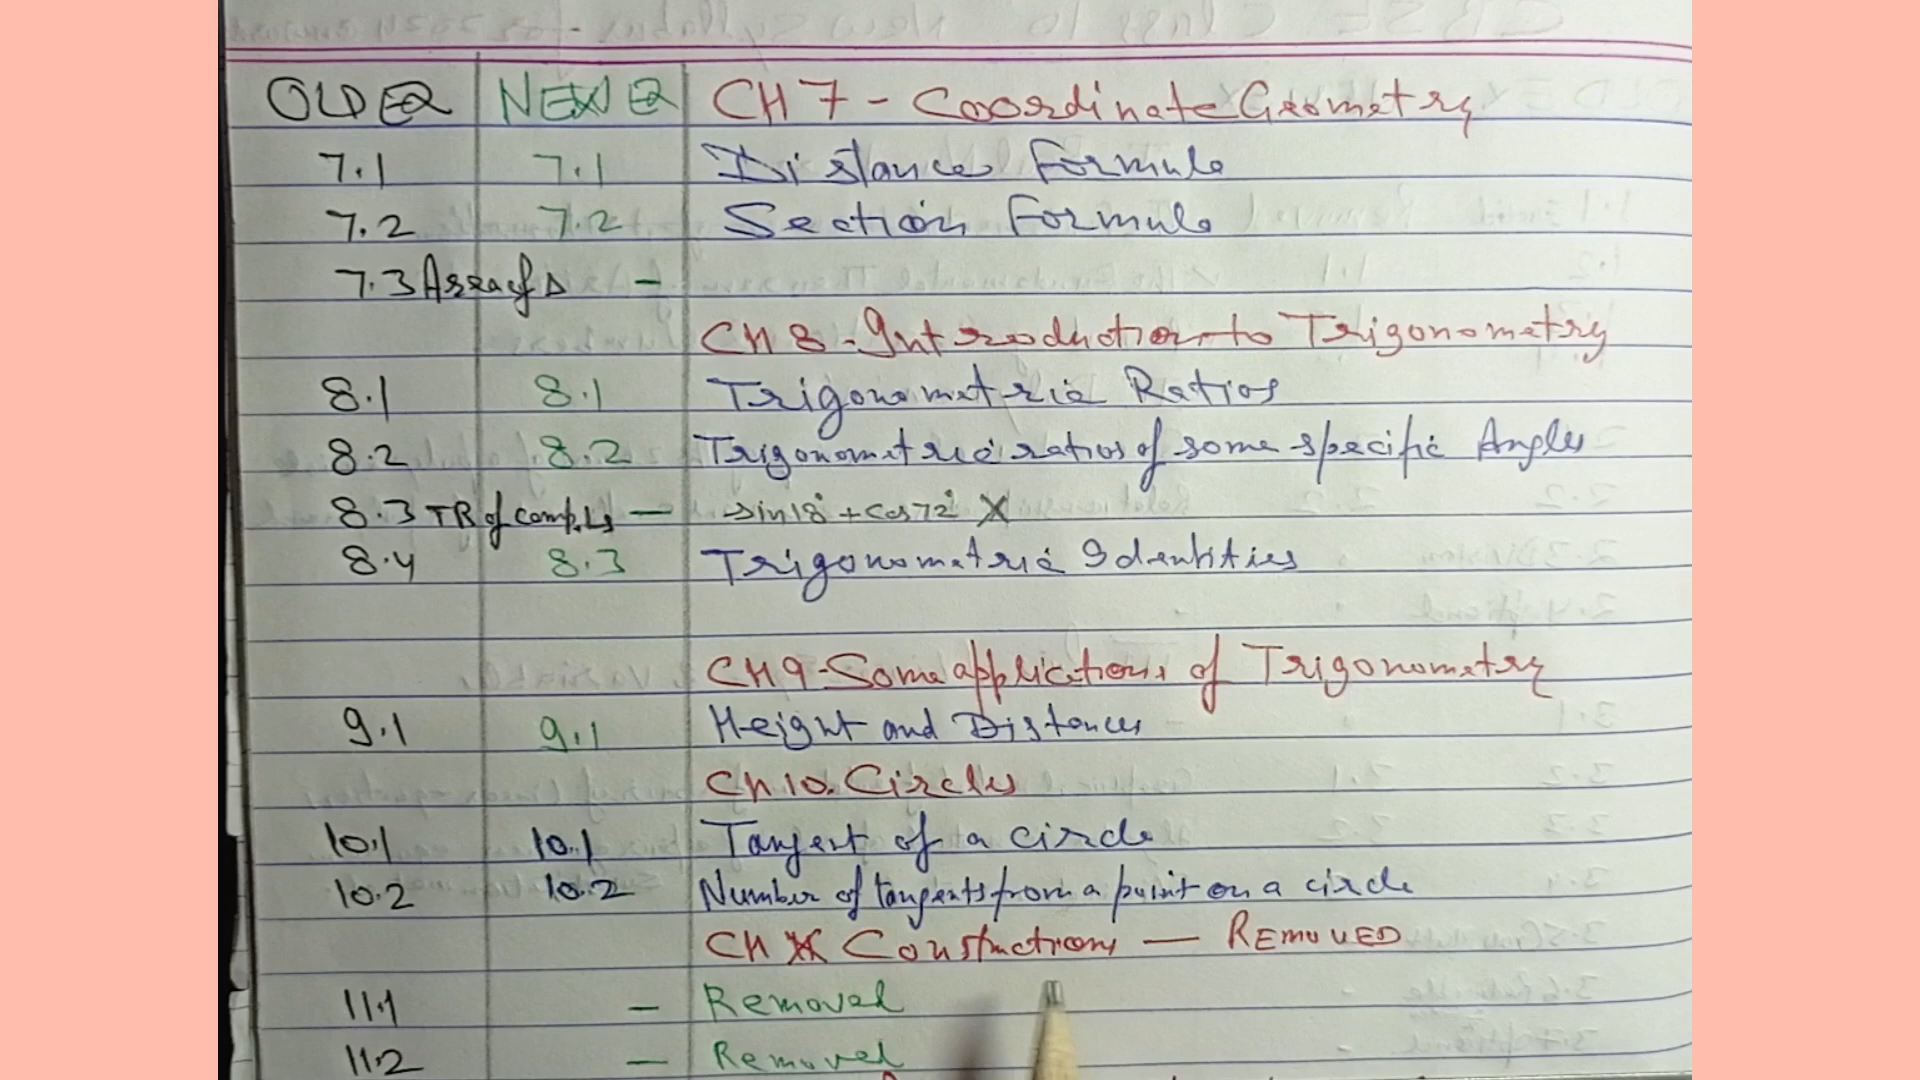 OLD EQ NEW EQ CH 7 - Coordinate Geometry
7.1 7.1 Distance Formula
7.2 7.2 Section Formula
7.3 Area of Δ -
CH 8 - Introduction to Trigonometry
8.1 8.1 Trigonometric Ratios
8.2 8.2 Trigonometric ratios of some specific Angles
8.3 TR of comp. ∠s - sin18° + cos72° X
8.4 8.3 Trigonometric Identities
CH 9 - Some applications of Trigonometry
9.1 9.1 Height and Distances
CH 10. Circles
10.1 10.1 Tangent of a circle
10.2 10.2 Number of tangents from a point on a circle
CH Constructions - REMOVED
11.1 - Removed
11.2 - Removed